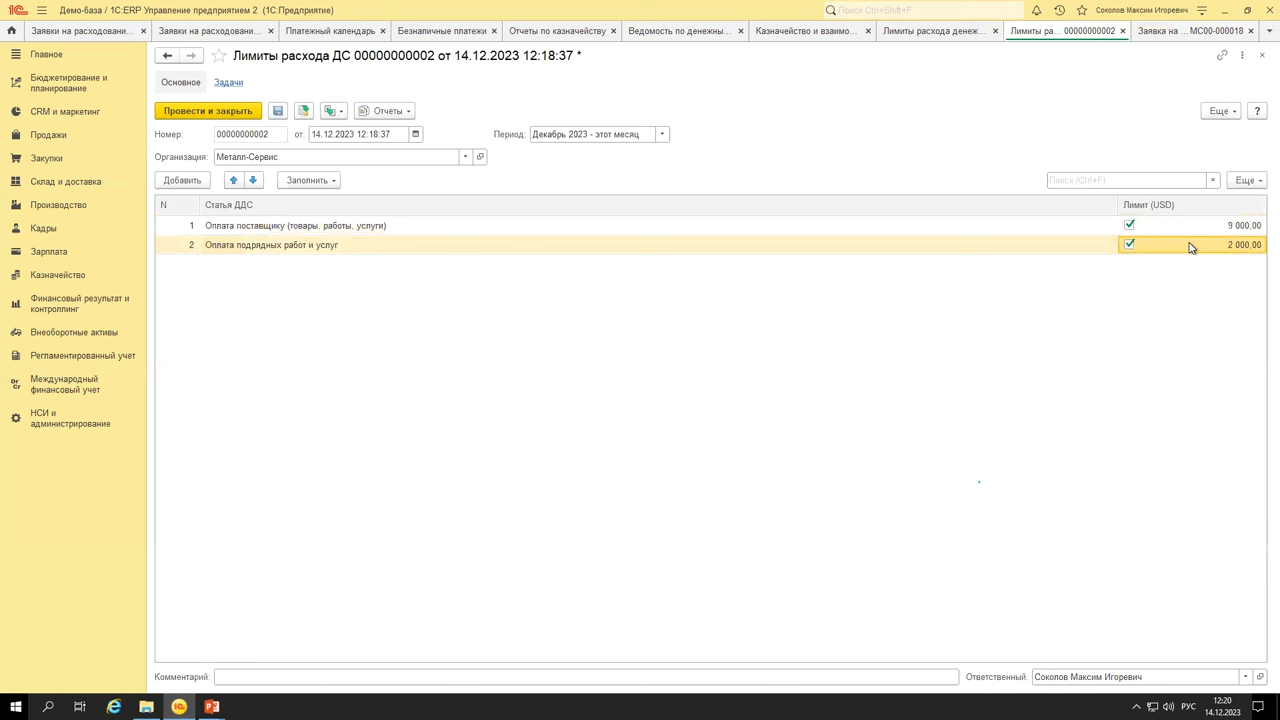 Демо-база / 1С:ERP Управление предприятием 2 (1С:Предприятие)
Поиск Ctrl+Shift+F
Соколов Максим Игоревич
Заявки на расходовани...
Заявки на расходовани...
Платежный календарь
Безналичные платежи
Отчеты по казначейству
Ведомость по денежны...
Казначейство и взаимо...
Лимиты расхода денеж...
Лимиты ра... 00000000002
Заявка на ... МС00-000018
Главное
Бюджетирование и
планирование
CRM и маркетинг
Продажи
Закупки
Склад и доставка
Производство
Кадры
Зарплата
Казначейство
Финансовый результат и
контроллинг
Внеоборотные активы
Регламентированный учет
Международный
финансовый учет
НСИ и
администрирование
Лимиты расхода ДС 00000000002 от 14.12.2023 12:18:37 *
Основное Задачи
Провести и закрыть
Отчеты
Еще
?
Номер: 00000000002 от: 14.12.2023 12:18:37 Период: Декабрь 2023 - этот месяц
Организация: Металл-Сервис
Добавить Заполнить Поиск (Ctrl+F) × Еще
N Статья ДДС Лимит (USD)
1 Оплата поставщику (товары, работы, услуги) 9 000,00
2 Оплата подрядных работ и услуг 2 000,00
Комментарий: Ответственный: Соколов Максим Игоревич
РУС
12:20
14.12.2023